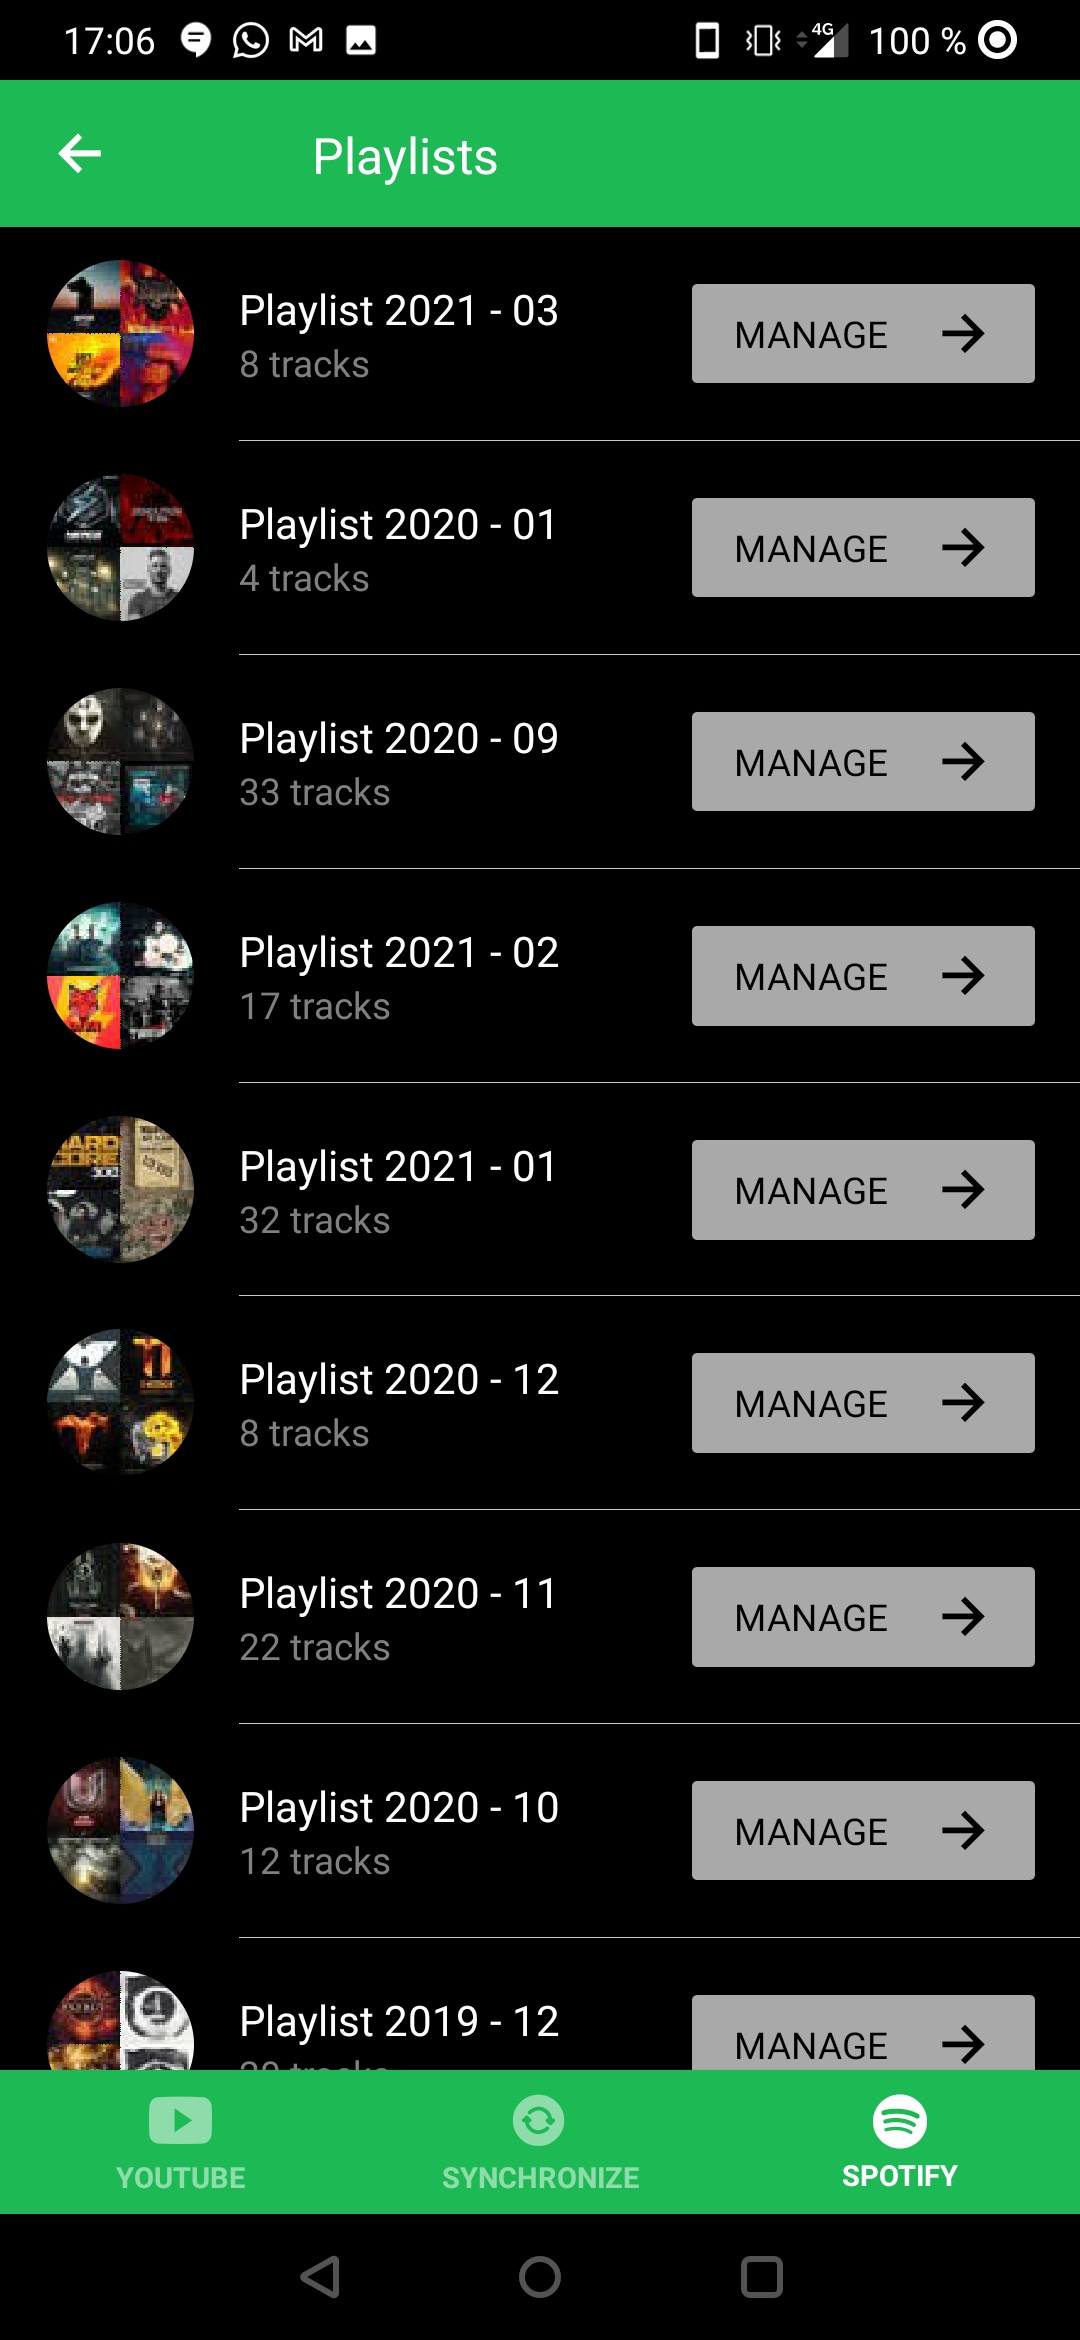 17:06
4G
100 %
Playlists
Playlist 2021 - 03
8 tracks
MANAGE
Playlist 2020 - 01
4 tracks
MANAGE
Playlist 2020 - 09
33 tracks
MANAGE
Playlist 2021 - 02
17 tracks
MANAGE
Playlist 2021 - 01
32 tracks
MANAGE
Playlist 2020 - 12
8 tracks
MANAGE
Playlist 2020 - 11
22 tracks
MANAGE
Playlist 2020 - 10
12 tracks
MANAGE
Playlist 2019 - 12
tracks
MANAGE
YOUTUBE
SYNCHRONIZE
SPOTIFY